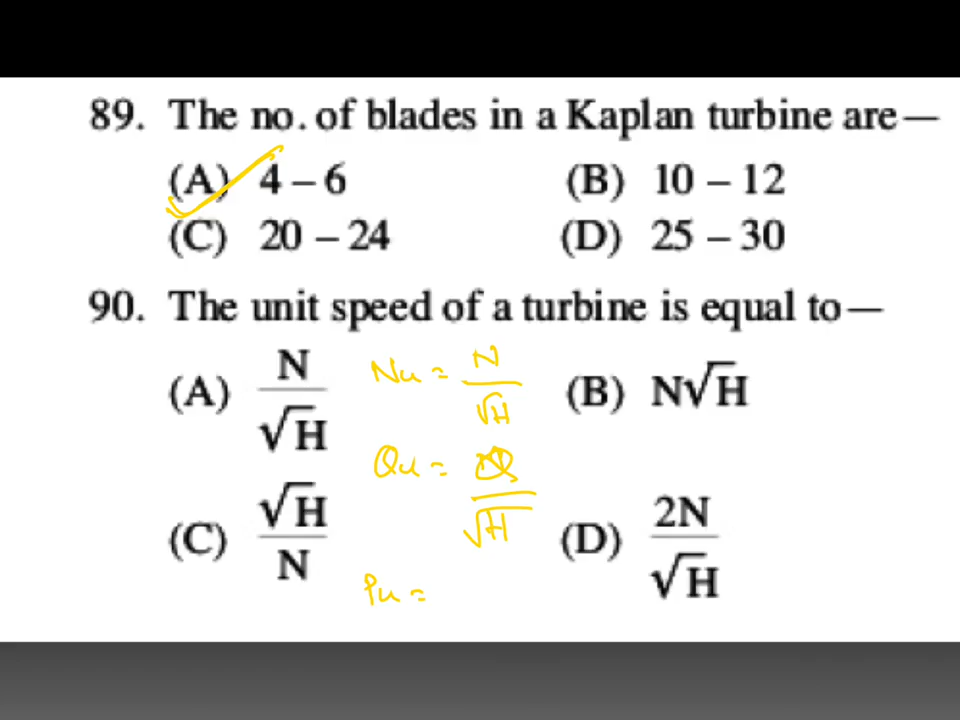 89. The no. of blades in a Kaplan turbine are—
(A) 4 – 6 (B) 10 – 12
(C) 20 – 24 (D) 25 – 30
90. The unit speed of a turbine is equal to—
(A) N/√H (B) N√H
Nu = N/√H
Qu = Q/√H
(C) √H/N (D) 2N/√H
Pu =